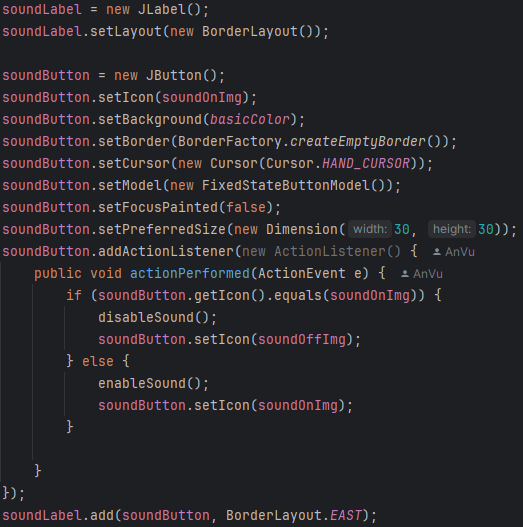 soundLabel = new JLabel();
soundLabel.setLayout(new BorderLayout());
soundButton = new JButton();
soundButton.setIcon(soundOnImg);
soundButton.setBackground(basicColor);
soundButton.setBorder(BorderFactory.createEmptyBorder());
soundButton.setCursor(new Cursor(Cursor.HAND_CURSOR));
soundButton.setModel(new FixedStateButtonModel());
soundButton.setFocusPainted(false);
soundButton.setPreferredSize(new Dimension( width: 30, height: 30));
soundButton.addActionListener(new ActionListener() { AnVu
public void actionPerformed(ActionEvent e) { AnVu
if (soundButton.getIcon().equals(soundOnImg)) {
disableSound();
soundButton.setIcon(soundOffImg);
} else {
enableSound();
soundButton.setIcon(soundOnImg);
}
}
});
soundLabel.add(soundButton, BorderLayout.EAST);